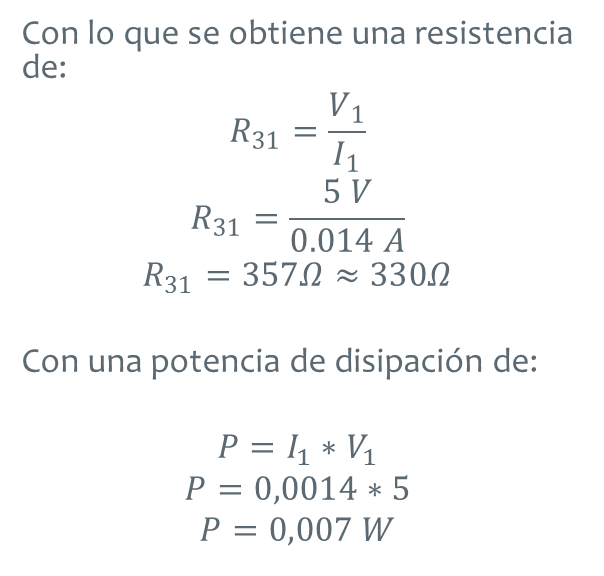 Con lo que se obtiene una resistencia
de:
R₃₁ = V₁/I₁
R₃₁ = 5 V/0.014 A
R₃₁ = 357Ω ≈ 330Ω
Con una potencia de disipación de:
P = I₁ * V₁
P = 0,0014 * 5
P = 0,007 W